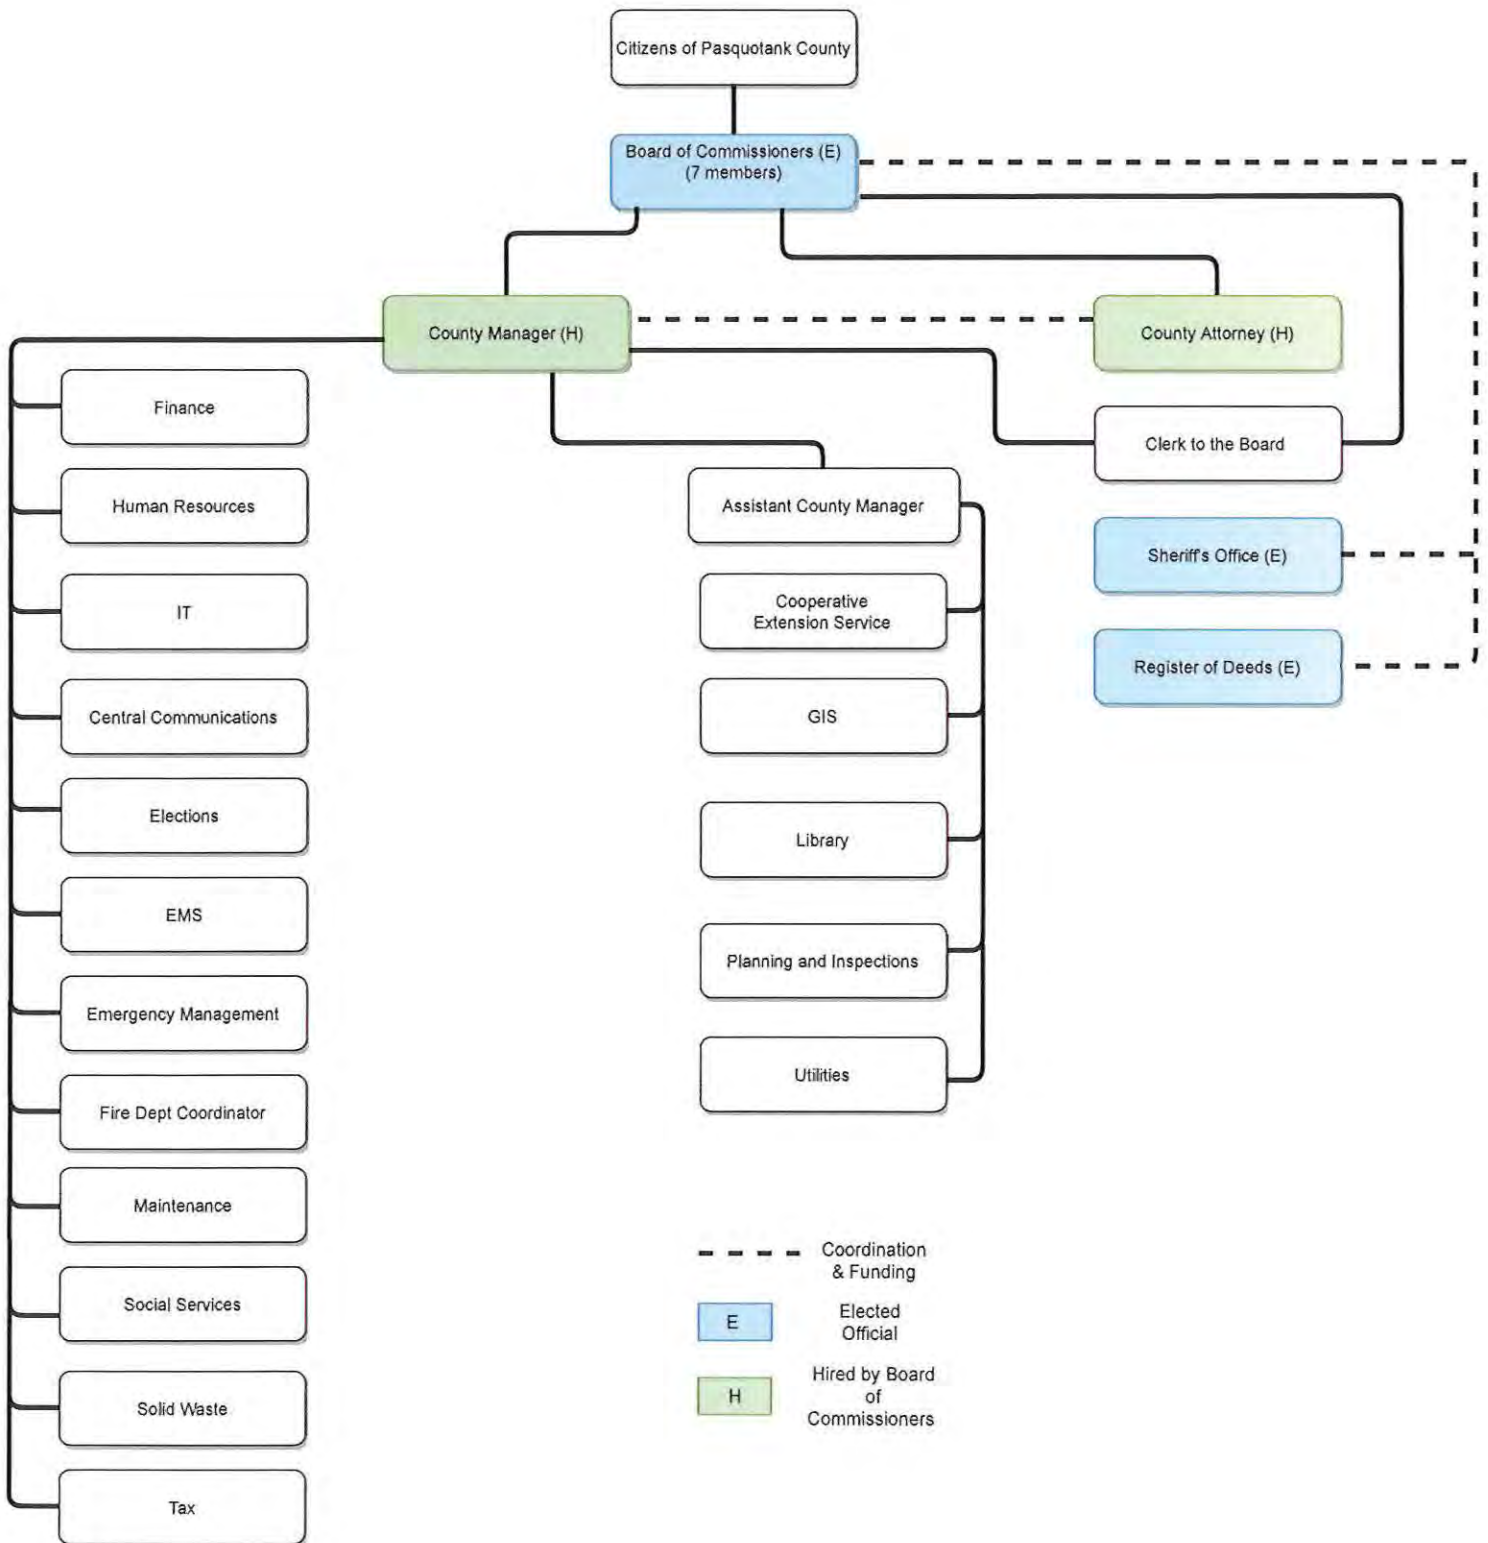 Citizens of Pasquotank County
Board of Commissioners (E)
(7 members)
County Manager (H)
County Attorney (H)
Finance
Human Resources
IT
Central Communications
Elections
EMS
Emergency Management
Fire Dept Coordinator
Maintenance
Social Services
Solid Waste
Tax
Assistant County Manager
Cooperative
Extension Service
GIS
Library
Planning and Inspections
Utilities
Clerk to the Board
Sheriff's Office (E)
Register of Deeds (E)
Coordination
& Funding
E
Elected
Official
H
Hired by Board
of
Commissioners